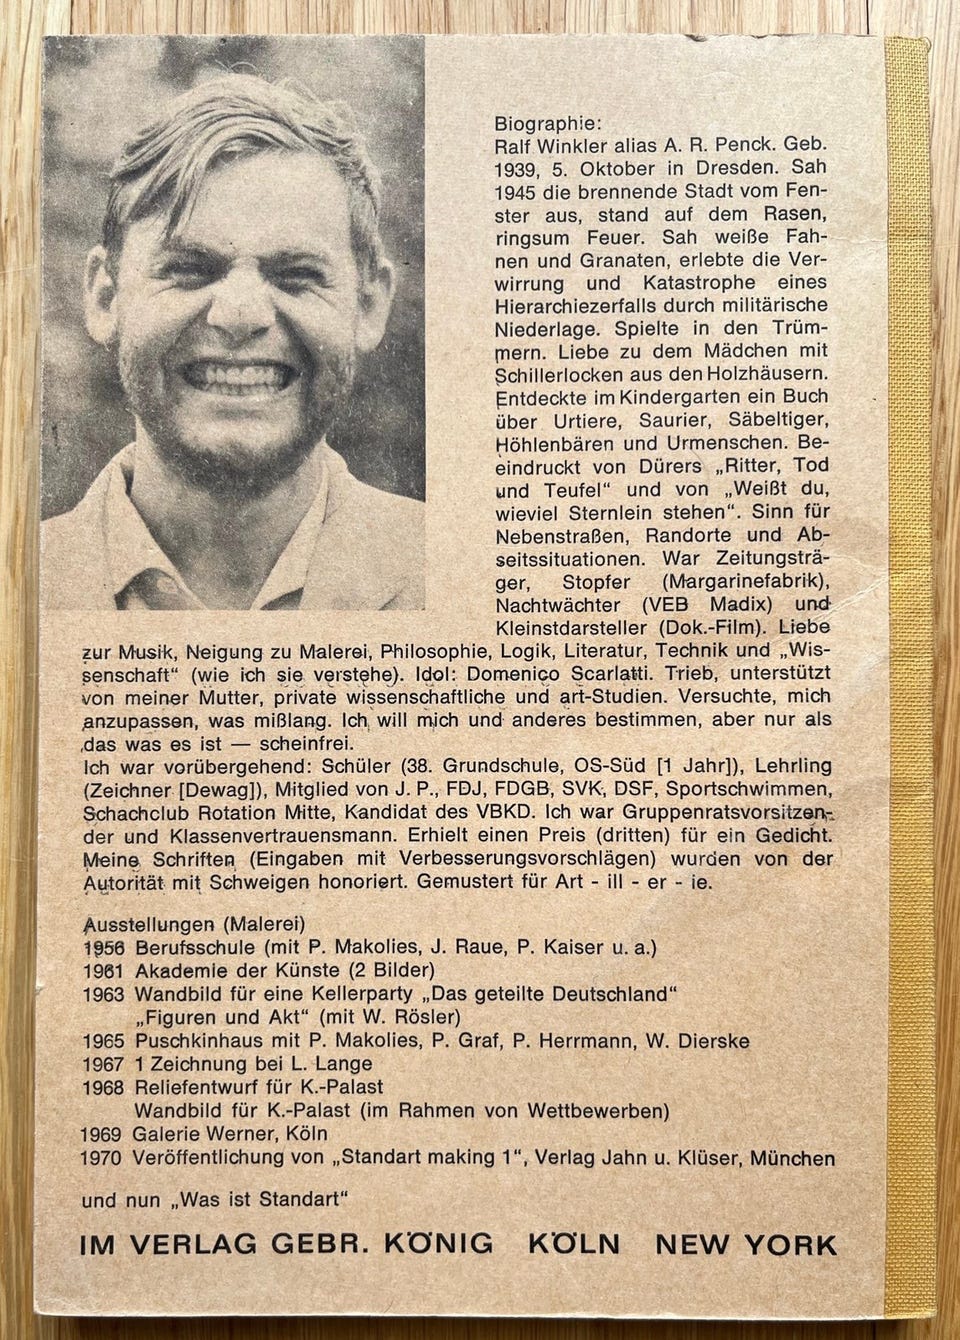 Biographie:
Ralf Winkler alias A. R. Penck. Geb.
1939, 5. Oktober in Dresden. Sah
1945 die brennende Stadt vom Fen-
ster aus, stand auf dem Rasen,
ringsum Feuer. Sah weiße Fah-
nen und Granaten, erlebte die Ver-
wirrung und Katastrophe eines
Hierarchiezerfalls durch militärische
Niederlage. Spielte in den Trüm-
mern. Liebe zu dem Mädchen mit
Schillerlocken aus den Holzhäusern.
Entdeckte im Kindergarten ein Buch
über Urtiere, Saurier, Säbeltiger,
Höhlenbären und Urmenschen. Be-
eindruckt von Dürers „Ritter, Tod
und Teufel“ und von „Weißt du,
wieviel Sternlein stehen“. Sinn für
Nebenstraßen, Randorte und Ab-
seitssituationen. War Zeitungsträ-
ger, Stopfer (Margarinefabrik),
Nachtwächter (VEB Madix) und
Kleinstdarsteller (Dok.-Film). Liebe
zur Musik, Neigung zu Malerei, Philosophie, Logik, Literatur, Technik und „Wis-
senschaft“ (wie ich sie verstehe). Idol: Domenico Scarlatti. Trieb, unterstützt
von meiner Mutter, private wissenschaftliche und art-Studien. Versuchte, mich
anzupassen, was mißlang. Ich will mich und anderes bestimmen, aber nur als
das was es ist — scheinfrei.
Ich war vorübergehend: Schüler (38. Grundschule, OS-Süd [1 Jahr]), Lehrling
(Zeichner [Dewag]), Mitglied von J. P., FDJ, FDGB, SVK, DSF, Sportschwimmen,
Schachclub Rotation Mitte, Kandidat des VBKD. Ich war Gruppenratsvorsitzen-
der und Klassenvertrauensmann. Erhielt einen Preis (dritten) für ein Gedicht.
Meine Schriften (Eingaben mit Verbesserungsvorschlägen) wurden von der
Autorität mit Schweigen honoriert. Gemustert für Art - ill - er - ie.
Ausstellungen (Malerei)
1956 Berufsschule (mit P. Makolies, J. Raue, P. Kaiser u. a.)
1961 Akademie der Künste (2 Bilder)
1963 Wandbild für eine Kellerparty „Das geteilte Deutschland“
„Figuren und Akt“ (mit W. Rösler)
1965 Puschkinhaus mit P. Makolies, P. Graf, P. Herrmann, W. Dierske
1967 1 Zeichnung bei L. Lange
1968 Reliefentwurf für K.-Palast
Wandbild für K.-Palast (im Rahmen von Wettbewerben)
1969 Galerie Werner, Köln
1970 Veröffentlichung von „Standart making 1“, Verlag Jahn u. Klüser, München
und nun „Was ist Standart“
IM VERLAG GEBR. KÖNIG KÖLN NEW YORK